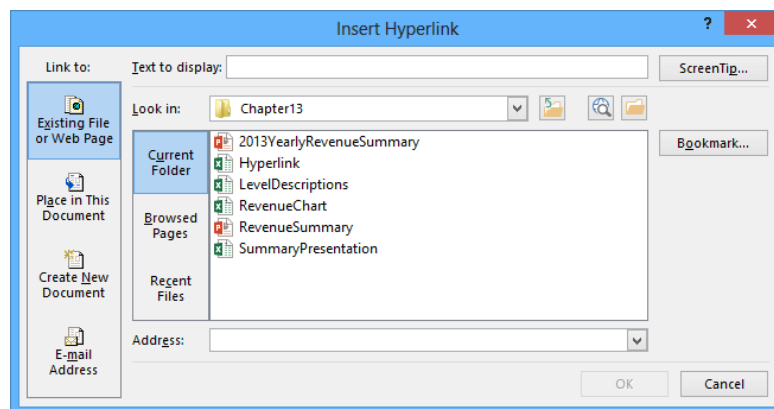 Insert Hyperlink
?
Link to:
Text to display:
ScreenTip...
Existing File
or Web Page
Place in This
Document
Create New
Document
E-mail
Address
Look in:
Chapter13
Bookmark...
Current
Folder
Browsed
Pages
Recent
Files
2013YearlyRevenueSummary
Hyperlink
LevelDescriptions
RevenueChart
RevenueSummary
SummaryPresentation
Address:
OK
Cancel